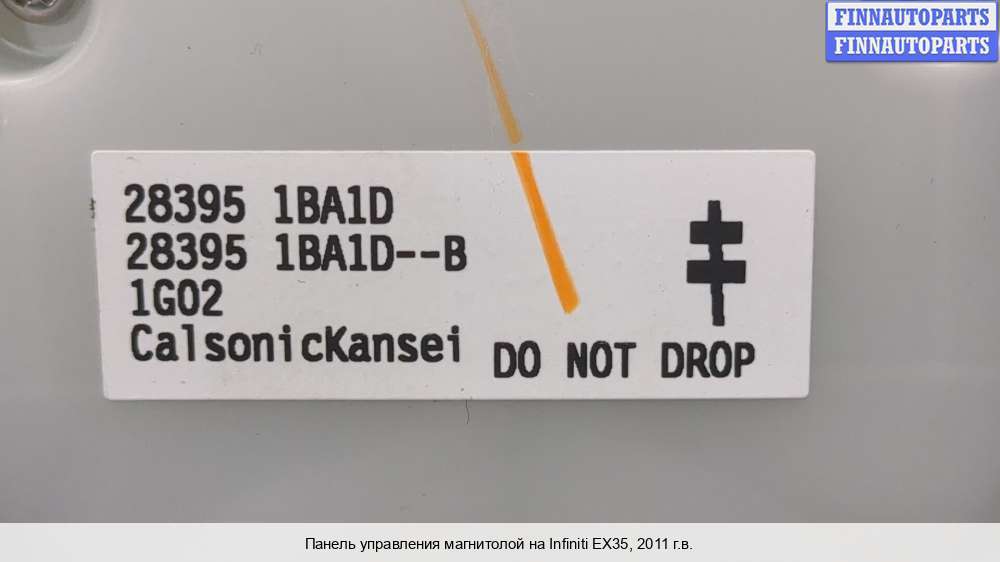 FINNAUTOPARTS
FINNAUTOPARTS
28395 1BA1D
28395 1BA1D--B
1G02
CalsonicKansei
DO NOT DROP
Панель управления магнитолой на Infiniti EX35, 2011 г.в.